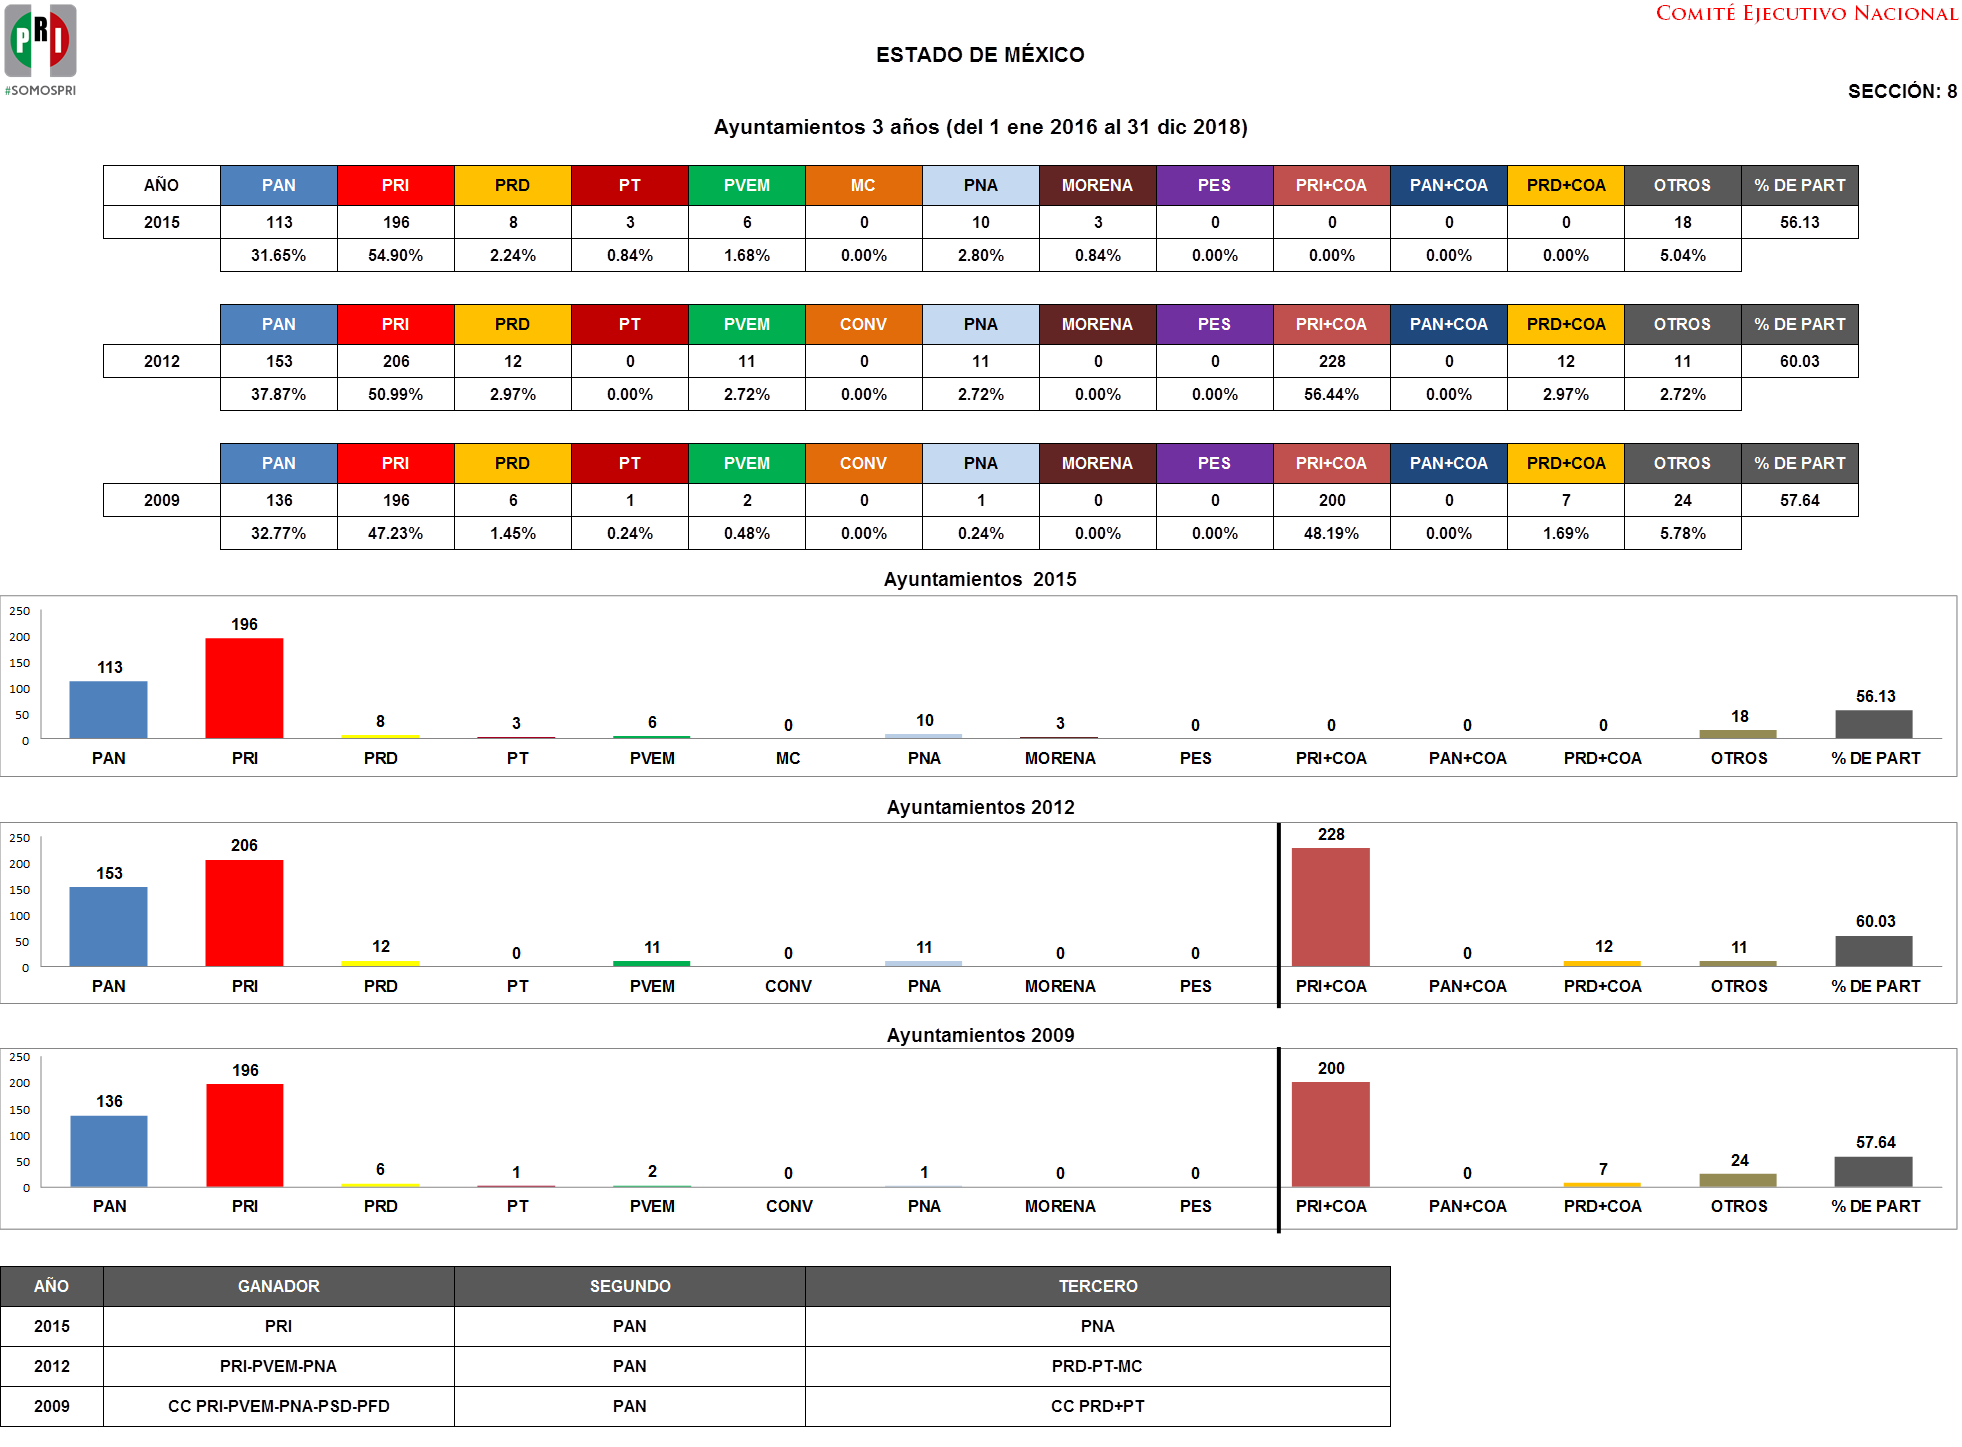 COMITÉ EJECUTIVO NACIONAL
PRI
#SOMOSPRI
ESTADO DE MÉXICO
SECCIÓN: 8
Ayuntamientos 3 años (del 1 ene 2016 al 31 dic 2018)
AÑO PAN PRI PRD PT PVEM MC PNA MORENA PES PRI+COA PAN+COA PRD+COA OTROS % DE PART
2015 113 196 8 3 6 0 10 3 0 0 0 0 18 56.13
31.65% 54.90% 2.24% 0.84% 1.68% 0.00% 2.80% 0.84% 0.00% 0.00% 0.00% 0.00% 5.04%
PAN PRI PRD PT PVEM CONV PNA MORENA PES PRI+COA PAN+COA PRD+COA OTROS % DE PART
2012 153 206 12 0 11 0 11 0 0 228 0 12 11 60.03
37.87% 50.99% 2.97% 0.00% 2.72% 0.00% 2.72% 0.00% 0.00% 56.44% 0.00% 2.97% 2.72%
PAN PRI PRD PT PVEM CONV PNA MORENA PES PRI+COA PAN+COA PRD+COA OTROS % DE PART
2009 136 196 6 1 2 0 1 0 0 200 0 7 24 57.64
32.77% 47.23% 1.45% 0.24% 0.48% 0.00% 0.24% 0.00% 0.00% 48.19% 0.00% 1.69% 5.78%
Ayuntamientos 2015
250
200
150
100
50
0
113 196 8 3 6 0 10 3 0 0 0 0 18 56.13
PAN PRI PRD PT PVEM MC PNA MORENA PES PRI+COA PAN+COA PRD+COA OTROS % DE PART
Ayuntamientos 2012
250
200
150
100
50
0
153 206 12 0 11 0 11 0 0 228 0 12 11 60.03
PAN PRI PRD PT PVEM CONV PNA MORENA PES PRI+COA PAN+COA PRD+COA OTROS % DE PART
Ayuntamientos 2009
250
200
150
100
50
0
136 196 6 1 2 0 1 0 0 200 0 7 24 57.64
PAN PRI PRD PT PVEM CONV PNA MORENA PES PRI+COA PAN+COA PRD+COA OTROS % DE PART
AÑO GANADOR SEGUNDO TERCERO
2015 PRI PAN PNA
2012 PRI-PVEM-PNA PAN PRD-PT-MC
2009 CC PRI-PVEM-PNA-PSD-PFD PAN CC PRD+PT